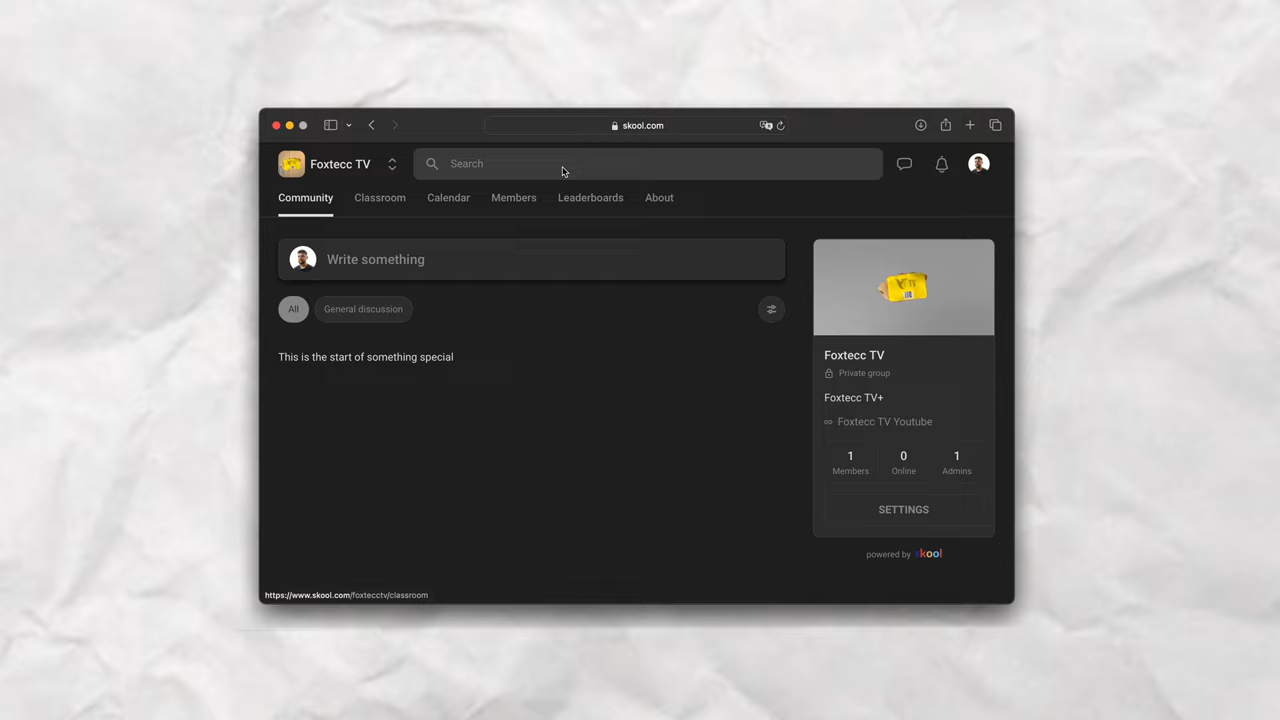 skool.com
Foxtecc TV
Search
Community Classroom Calendar Members Leaderboards About
Write something
All General discussion
This is the start of something special
TV
Foxtecc TV
Private group
Foxtecc TV+
Foxtecc TV Youtube
1 0 1
Members Online Admins
SETTINGS
powered by skool
https://www.skool.com/foxtecctv/classroom